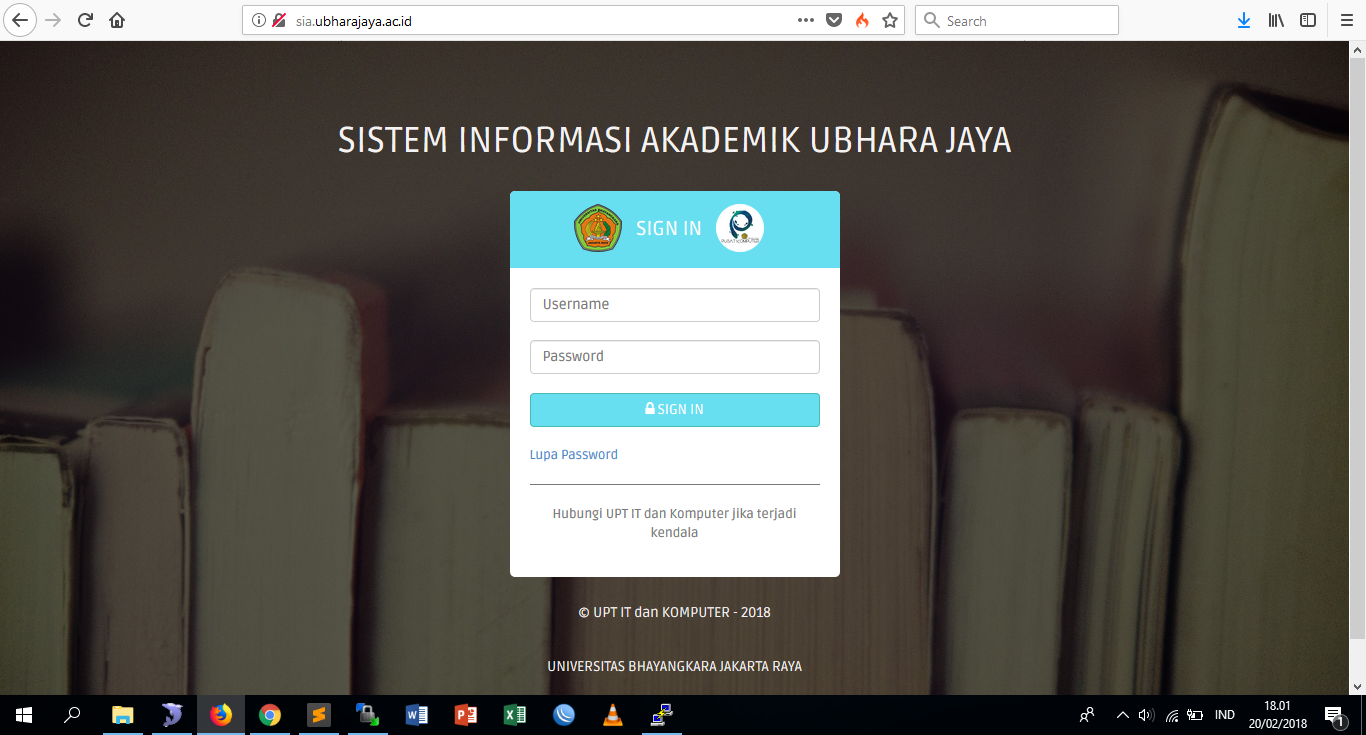 sia.ubharajaya.ac.id
Search
SISTEM INFORMASI AKADEMIK UBHARA JAYA
SIGN IN
Username
Password
SIGN IN
Lupa Password
Hubungi UPT IT dan Komputer jika terjadi
kendala
© UPT IT dan KOMPUTER - 2018
UNIVERSITAS BHAYANGKARA JAKARTA RAYA
IND
18.01
20/02/2018
1